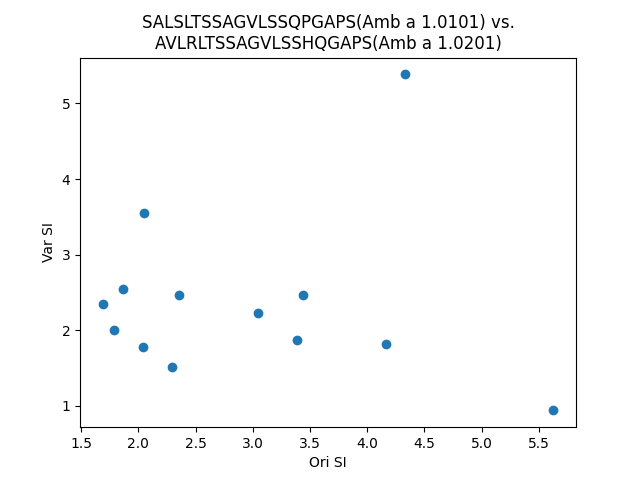 SALSLTSSAGVLSSQPGAPS(Amb a 1.0101) vs.
AVLRLTSSAGVLSSHQGAPS(Amb a 1.0201)
5
4
3
2
1
Var SI
1.5 2.0 2.5 3.0 3.5 4.0 4.5 5.0 5.5
Ori SI